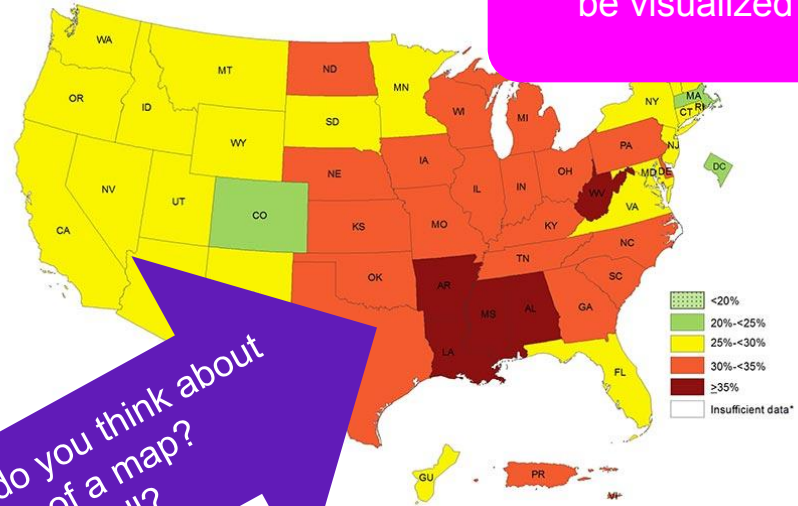 be visualized
WA
MT
ND
MN
OR
ID
WY
SD
WI
MI
NY
MA
CT
RI
NV
UT
CO
NE
IA
IL
IN
OH
PA
NJ
MD
DE
DC
CA
KS
MO
KY
WV
VA
OK
AR
TN
NC
SC
MS
AL
GA
LA
FL
GU
PR
VI
<20%
20%-<25%
25%-<30%
30%-<35%
≥35%
Insufficient data*
do you think about
of a map?